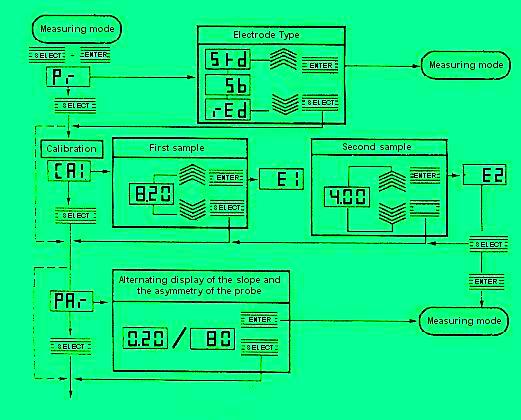 Measuring mode
Electrode Type
SELECT - ENTER
Std
ENTER
Measuring mode
Pr
Sb
SELECT
rEd
SELECT
Calibration
First sample
Second sample
CAl
8.20
ENTER
E1
4.00
ENTER
E2
SELECT
SELECT
SELECT
ENTER
Alternating display of the slope and
the asymmetry of the probe
PAr
0.20 / 80
ENTER
Measuring mode
SELECT
SELECT